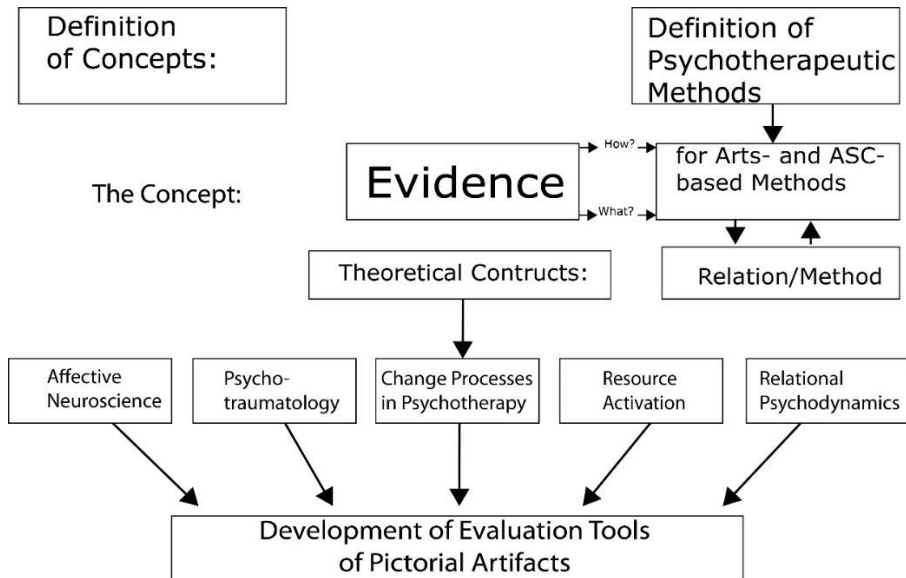 Definition
of Concepts:
Definition of
Psychotherapeutic
Methods
How?
for Arts- and ASC-
based Methods
Evidence
The Concept:
What?
Theoretical Contructs:
Relation/Method
Affective
Neuroscience
Psycho-
traumatology
Change Processes
in Psychotherapy
Resource
Activation
Relational
Psychodynamics
Development of Evaluation Tools
of Pictorial Artifacts